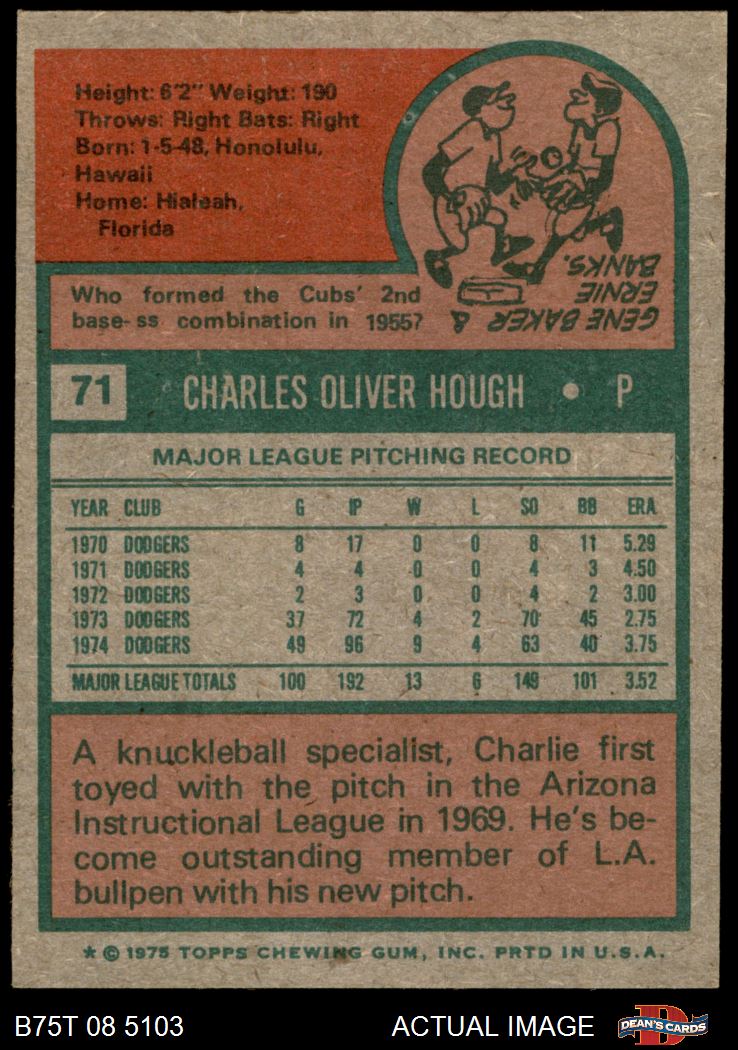 Height: 6'2" Weight: 190
Throws: Right Bats: Right
Born: 1-5-48, Honolulu,
Hawaii
Home: Hialeah,
Florida
Who formed the Cubs' 2nd
base-ss combination in 1955?
GENE BAKER &
ERNIE
BANKS.
71 CHARLES OLIVER HOUGH • P
MAJOR LEAGUE PITCHING RECORD
YEAR CLUB G IP W L SO BB ERA
1970 DODGERS 8 17 0 0 8 11 5.29
1971 DODGERS 4 4 0 0 4 3 4.50
1972 DODGERS 2 3 0 0 4 2 3.00
1973 DODGERS 37 72 4 2 70 45 2.75
1974 DODGERS 49 96 9 4 63 40 3.75
MAJOR LEAGUE TOTALS 100 192 13 6 149 101 3.52
A knuckleball specialist, Charlie first
toyed with the pitch in the Arizona
Instructional League in 1969. He's be-
come outstanding member of L.A.
bullpen with his new pitch.
* © 1975 TOPPS CHEWING GUM, INC. PRTD IN U.S.A.
B75T 08 5103 ACTUAL IMAGE DEAN'S CARDS